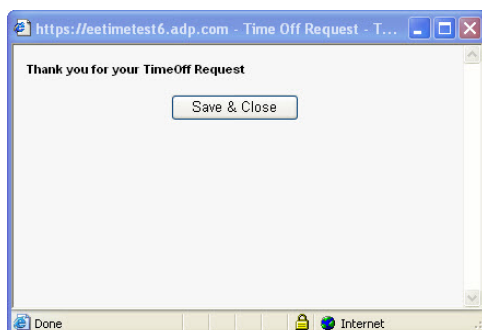 https://eetimetest6.adp.com - Time Off Request - T...
Thank you for your TimeOff Request
Save & Close
Done
Internet